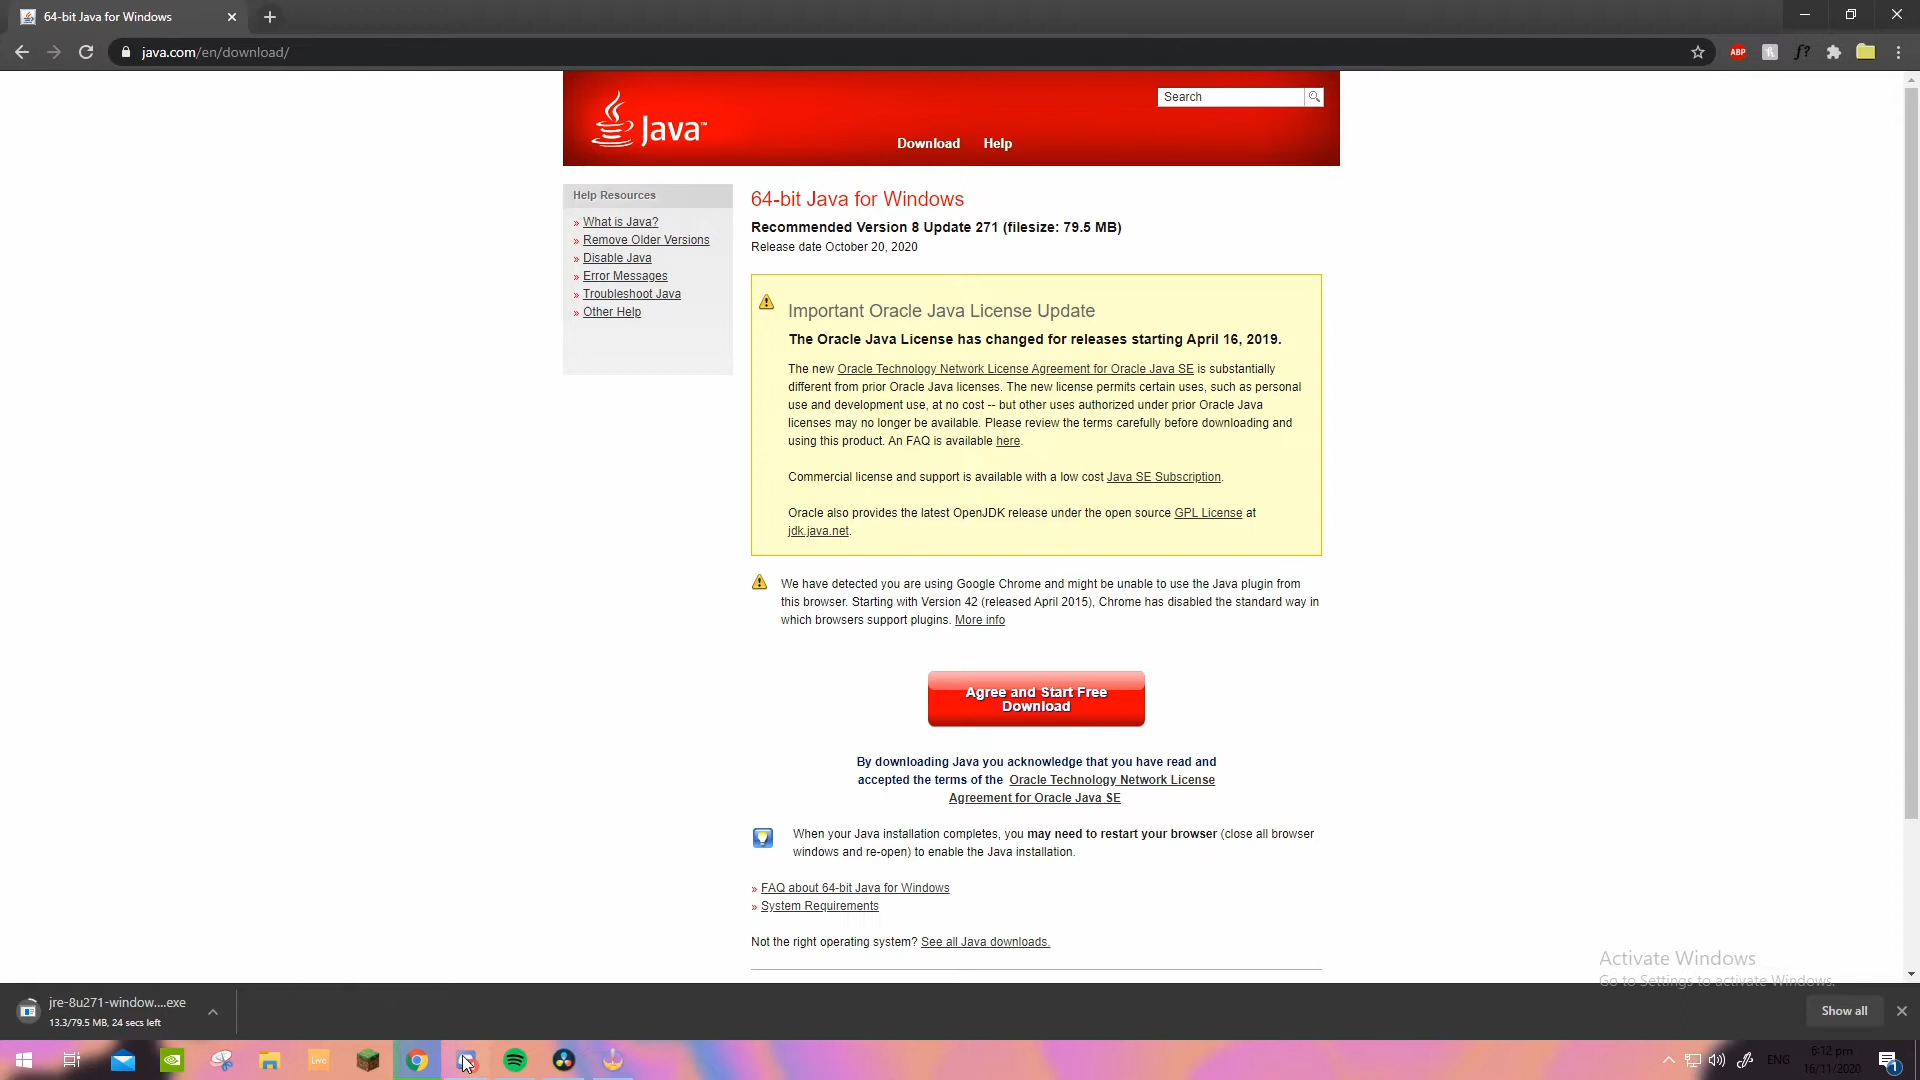 64-bit Java for Windows
java.com/en/download/
ABP
f?
Java™
Search
Download Help
Help Resources
» What is Java?
» Remove Older Versions
» Disable Java
» Error Messages
» Troubleshoot Java
» Other Help
64-bit Java for Windows
Recommended Version 8 Update 271 (filesize: 79.5 MB)
Release date October 20, 2020
Important Oracle Java License Update
The Oracle Java License has changed for releases starting April 16, 2019.
The new Oracle Technology Network License Agreement for Oracle Java SE is substantially
different from prior Oracle Java licenses. The new license permits certain uses, such as personal
use and development use, at no cost -- but other uses authorized under prior Oracle Java
licenses may no longer be available. Please review the terms carefully before downloading and
using this product. An FAQ is available here.
Commercial license and support is available with a low cost Java SE Subscription.
Oracle also provides the latest OpenJDK release under the open source GPL License at
jdk.java.net.
We have detected you are using Google Chrome and might be unable to use the Java plugin from
this browser. Starting with Version 42 (released April 2015), Chrome has disabled the standard way in
which browsers support plugins. More info
Agree and Start Free
Download
By downloading Java you acknowledge that you have read and
accepted the terms of the Oracle Technology Network License
Agreement for Oracle Java SE
When your Java installation completes, you may need to restart your browser (close all browser
windows and re-open) to enable the Java installation.
» FAQ about 64-bit Java for Windows
» System Requirements
Not the right operating system? See all Java downloads.
Activate Windows
Go to Settings to activate Windows.
jre-8u271-window....exe
13.3/79.5 MB, 24 secs left
Show all
Live
ENG
6:12 pm
16/11/2020
1